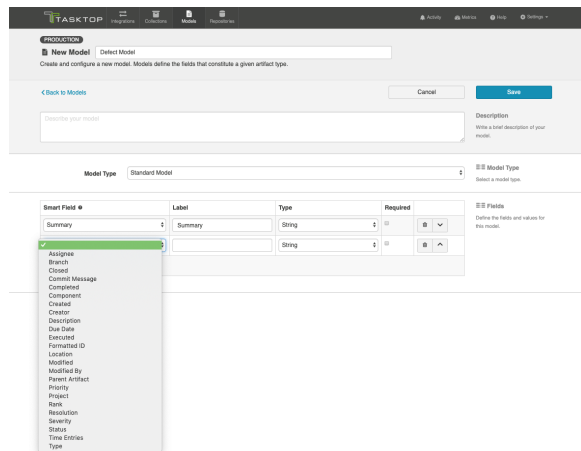 TASKTOP
Integrations
Collections
Models
Repositories
Activity
Metrics
Help
Settings
PRODUCTION
New Model
Defect Model
Create and configure a new model. Models define the fields that constitute a given artifact type.
Back to Models
Cancel
Save
Describe your model
Description
Write a brief description of your
model.
Model Type
Standard Model
Model Type
Select a model type.
Smart Field
Label
Type
Required
Fields
Define the fields and values for
this model.
Summary
Summary
String
String
Assignee
Branch
Closed
Commit Message
Completed
Component
Created
Creator
Description
Due Date
Executed
Formatted ID
Location
Modified
Modified By
Parent Artifact
Priority
Project
Rank
Resolution
Severity
Status
Time Entries
Type